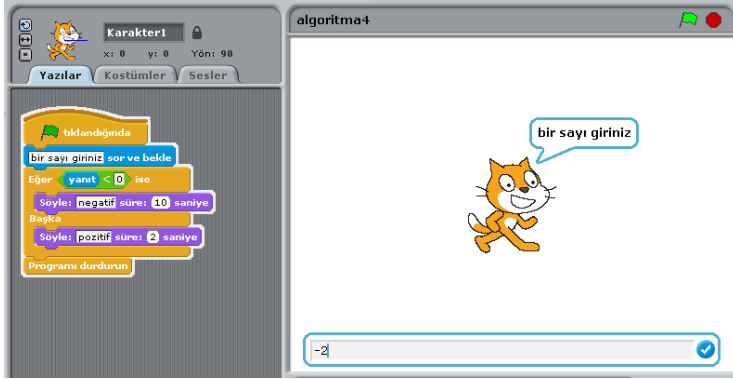 Karakter1
x: 0 y: 0 Yön: 90
Yazılar Kostümler Sesler
tıklandığında
bir sayı giriniz sor ve bekle
Eğer yanıt < 0 ise
Söyle: negatif süre: 10 saniye
Başka
Söyle: pozitif süre: 2 saniye
Programı durdurun
algoritma4
bir sayı giriniz
-2